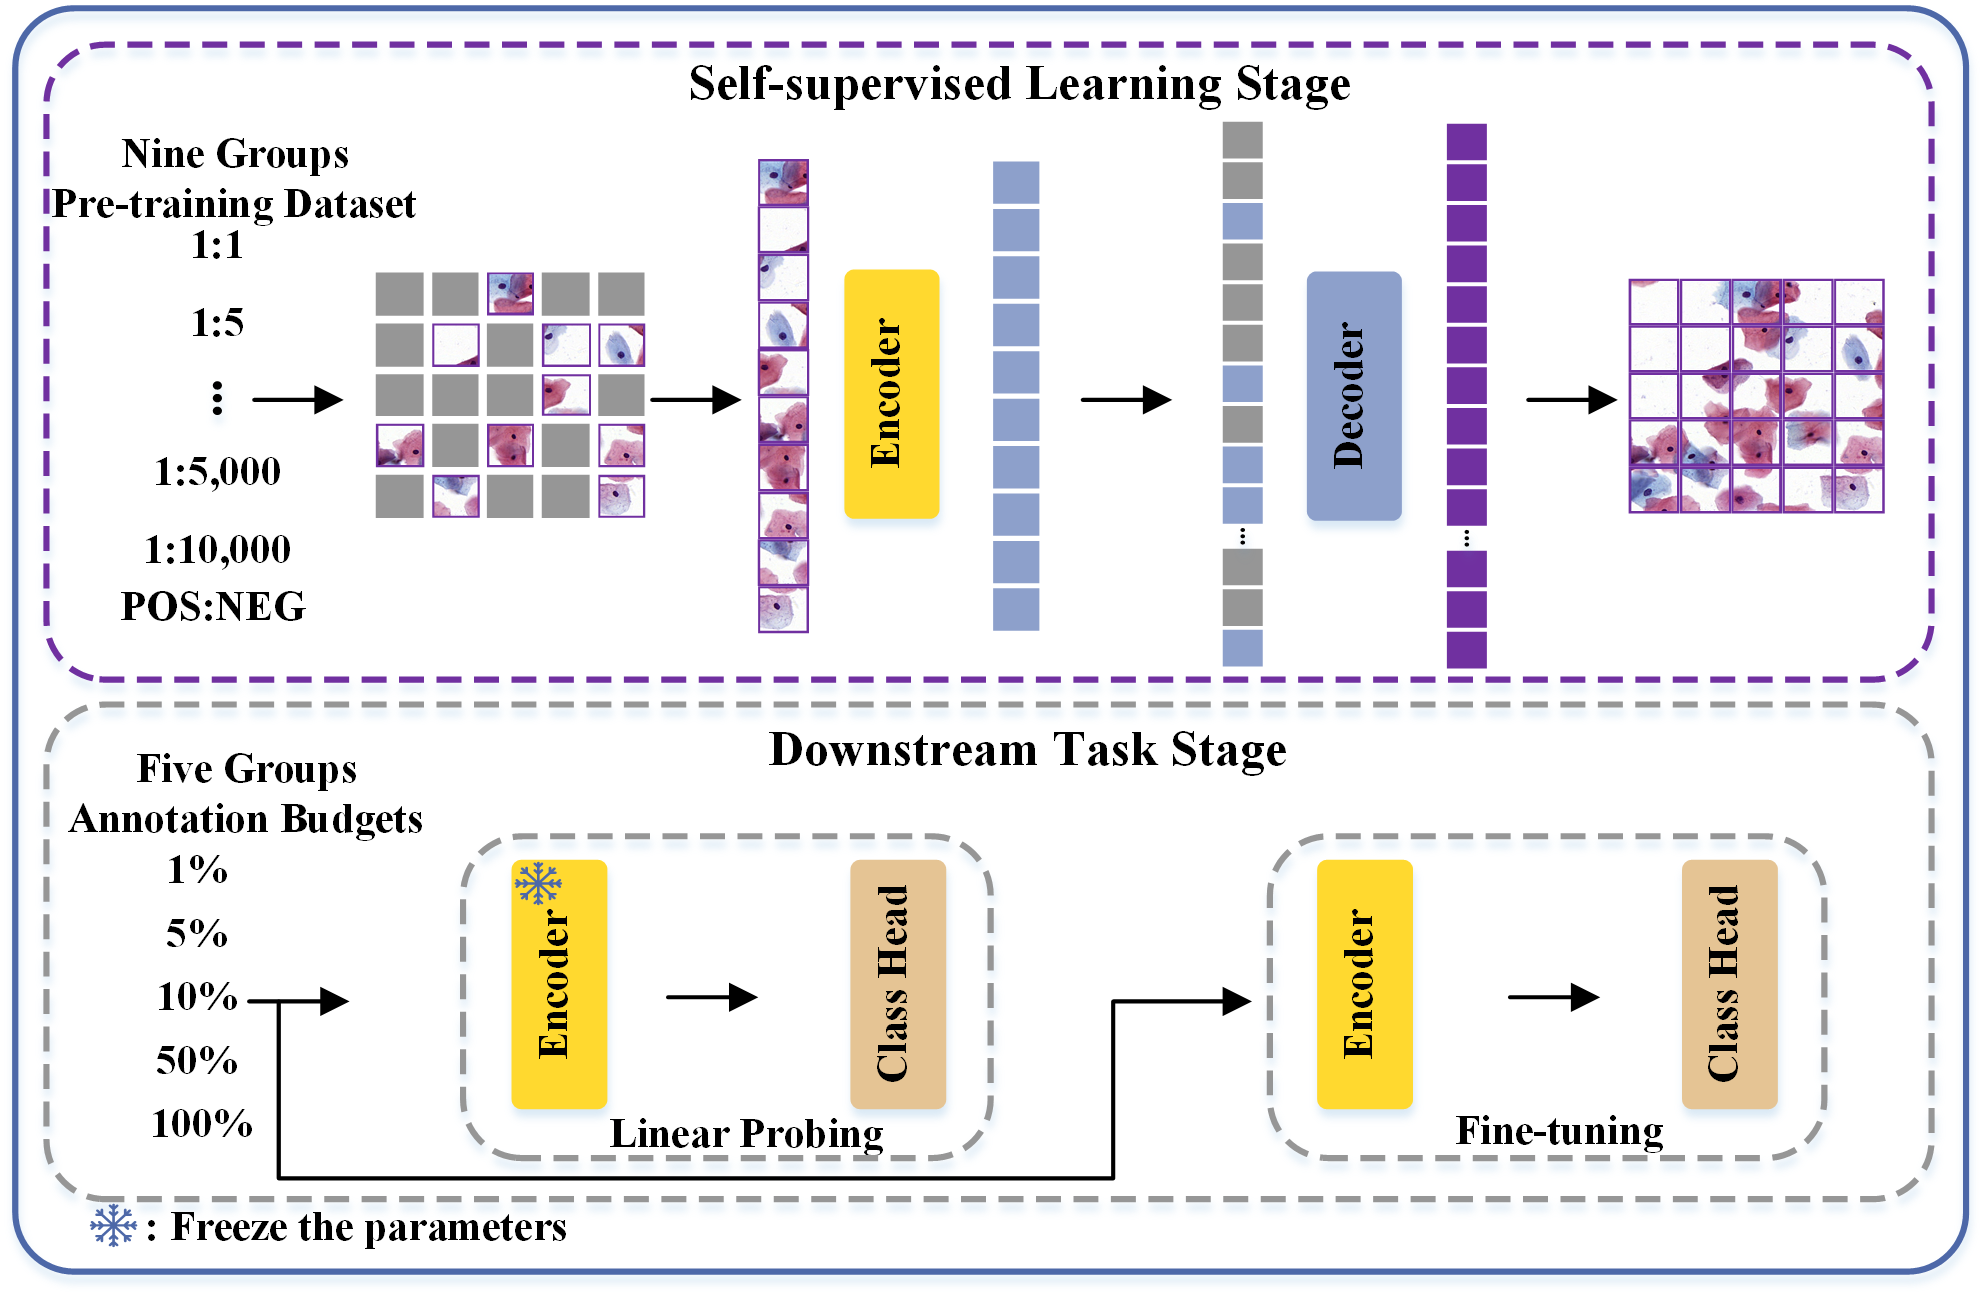 Self-supervised Learning Stage
Nine Groups
Pre-training Dataset
1:1
1:5
⋮
1:5,000
1:10,000
POS:NEG
Encoder
...
Decoder
...
Downstream Task Stage
Five Groups
Annotation Budgets
1%
5%
10%
50%
100%
Encoder
Class Head
Linear Probing
Encoder
Class Head
Fine-tuning
: Freeze the parameters